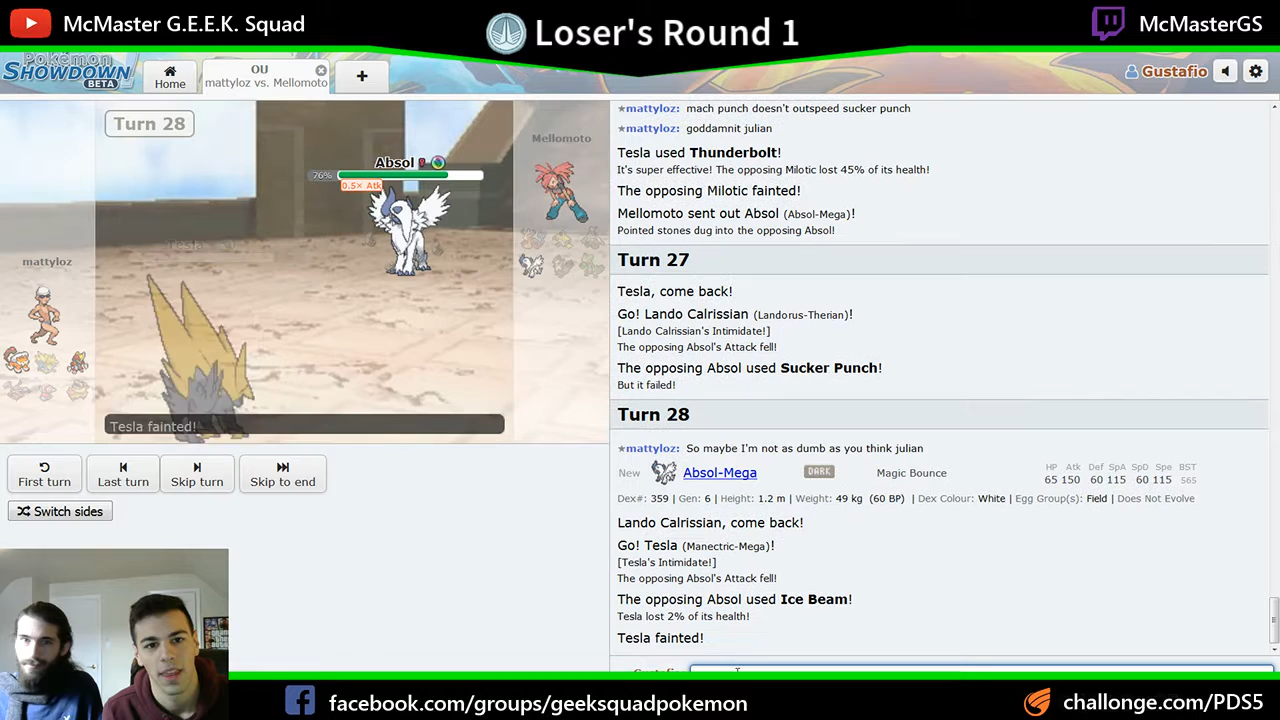 McMaster G.E.E.K. Squad
Loser's Round 1
McMasterGS
Pokémon
SHOWDOWN
BETA
Home
OU
mattyloz vs. Mellomoto
Gustafio
Turn 28
Absol
76%
0.5× Atk
Mellomoto
mattyloz
Tesla fainted!
First turn
Last turn
Skip turn
Skip to end
Switch sides
★mattyloz: mach punch doesn't outspeed sucker punch
★mattyloz: goddamnit julian
Tesla used Thunderbolt!
It's super effective! The opposing Milotic lost 45% of its health!
The opposing Milotic fainted!
Mellomoto sent out Absol (Absol-Mega)!
Pointed stones dug into the opposing Absol!
Turn 27
Tesla, come back!
Go! Lando Calrissian (Landorus-Therian)!
[Lando Calrissian's Intimidate!]
The opposing Absol's Attack fell!
The opposing Absol used Sucker Punch!
But it failed!
Turn 28
★mattyloz: So maybe I'm not as dumb as you think julian
New Absol-Mega DARK Magic Bounce HP Atk Def SpA SpD Spe BST
65 150 60 115 60 115 565
Dex#: 359 | Gen: 6 | Height: 1.2 m | Weight: 49 kg (60 BP) | Dex Colour: White | Egg Group(s): Field | Does Not Evolve
Lando Calrissian, come back!
Go! Tesla (Manectric-Mega)!
[Tesla's Intimidate!]
The opposing Absol's Attack fell!
The opposing Absol used Ice Beam!
Tesla lost 2% of its health!
Tesla fainted!
facebook.com/groups/geeksquadpokemon
challonge.com/PDS5